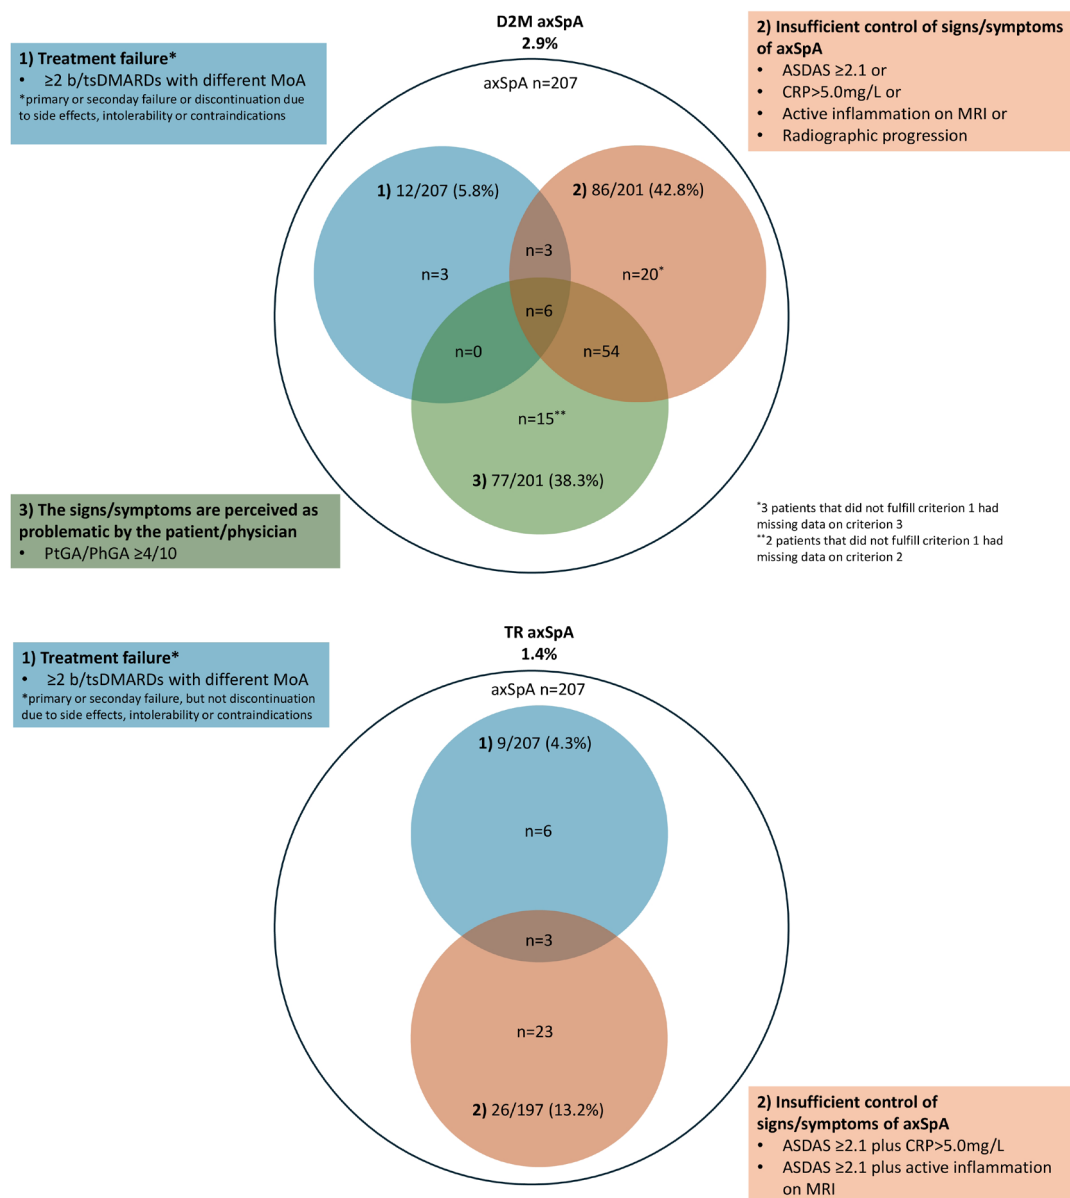 D2M axSpA
2.9%
1) Treatment failure*
• ≥2 b/tsDMARDs with different MoA
*primary or seconday failure or discontinuation due
to side effects, intolerability or contraindications
2) Insufficient control of signs/symptoms
of axSpA
• ASDAS ≥2.1 or
• CRP>5.0mg/L or
• Active inflammation on MRI or
• Radiographic progression
axSpA n=207
1) 12/207 (5.8%)
2) 86/201 (42.8%)
n=3
n=3
n=20*
n=6
n=0
n=54
n=15**
3) 77/201 (38.3%)
3) The signs/symptoms are perceived as
problematic by the patient/physician
• PtGA/PhGA ≥4/10
*3 patients that did not fulfill criterion 1 had
missing data on criterion 3
**2 patients that did not fulfill criterion 1 had
missing data on criterion 2
TR axSpA
1.4%
1) Treatment failure*
• ≥2 b/tsDMARDs with different MoA
*primary or seconday failure, but not discontinuation
due to side effects, intolerability or contraindications
axSpA n=207
1) 9/207 (4.3%)
n=6
n=3
n=23
2) 26/197 (13.2%)
2) Insufficient control of
signs/symptoms of axSpA
• ASDAS ≥2.1 plus CRP>5.0mg/L
• ASDAS ≥2.1 plus active inflammation
on MRI